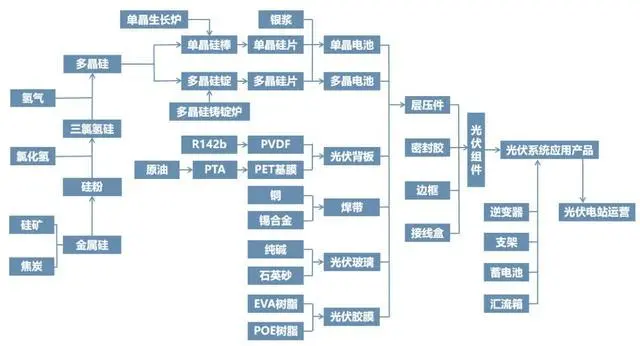 单晶生长炉
银浆
多晶硅
单晶硅棒
单晶硅片
单晶电池
多晶硅锭
多晶硅片
多晶电池
氢气
多晶硅铸锭炉
层压件
三氯氢硅
R142b
PVDF
光伏背板
密封胶
光伏组件
光伏系统应用产品
氯化氢
原油
PTA
PET基膜
硅粉
铜
焊带
边框
逆变器
光伏电站运营
硅矿
锡合金
金属硅
接线盒
支架
焦炭
纯碱
光伏玻璃
石英砂
蓄电池
EVA树脂
光伏胶膜
汇流箱
POE树脂